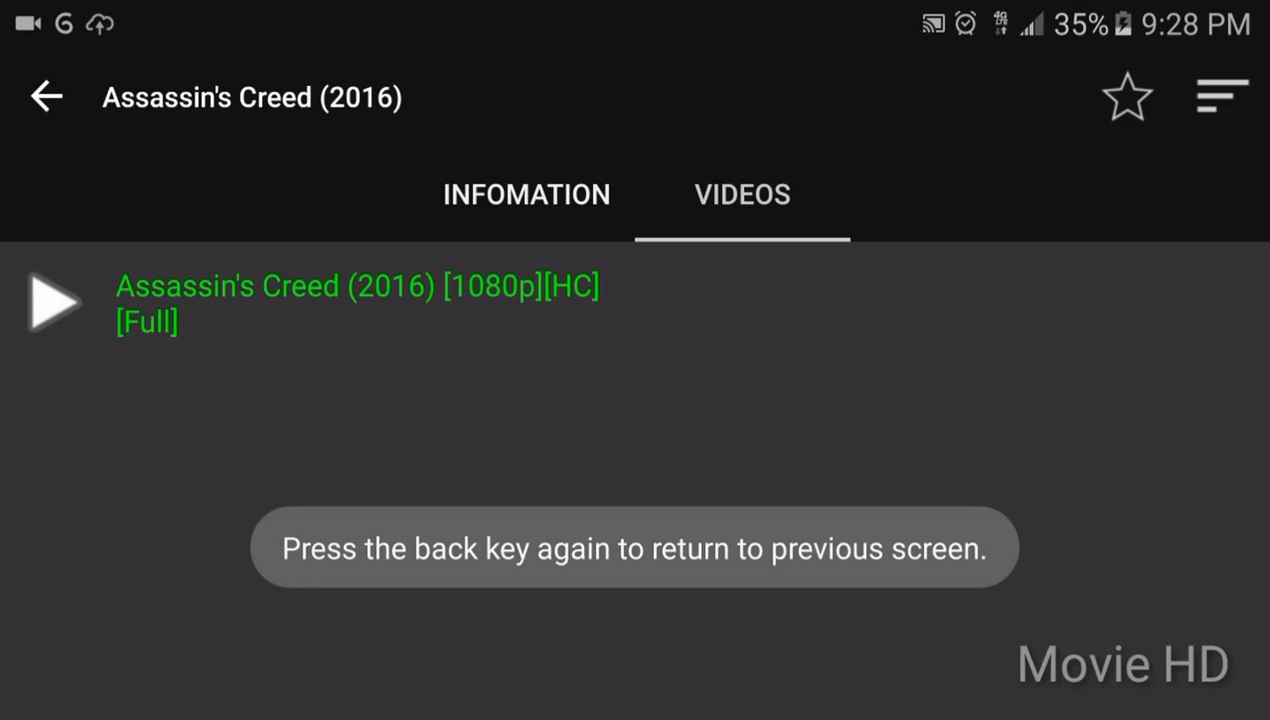 35% 9:28 PM
Assassin's Creed (2016)
INFOMATION VIDEOS
Assassin's Creed (2016) [1080p][HC]
[Full]
Press the back key again to return to previous screen.
Movie HD